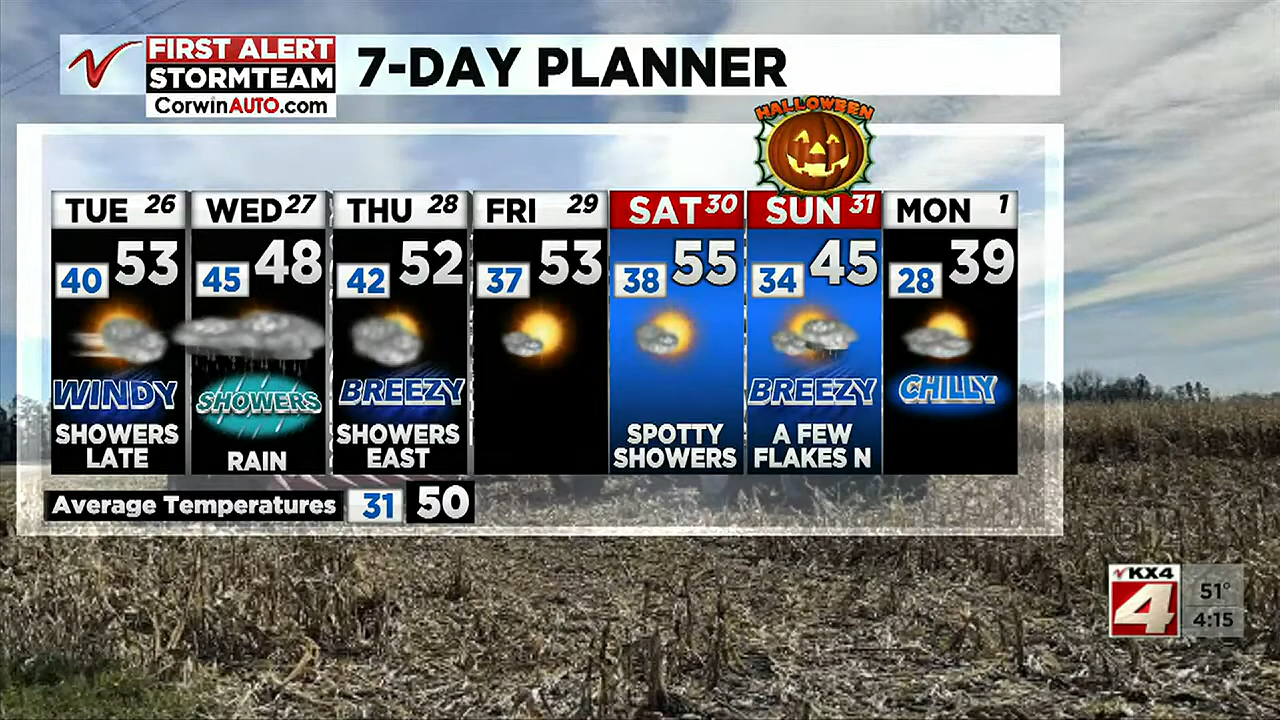 FIRST ALERT
STORMTEAM
CorwinAUTO.com
7-DAY PLANNER
HALLOWEEN
TUE 26
53
40
WINDY
SHOWERS
LATE
WED 27
48
45
SHOWERS
RAIN
THU 28
52
42
BREEZY
SHOWERS
EAST
FRI 29
53
37
SAT 30
55
38
SPOTTY
SHOWERS
SUN 31
45
34
BREEZY
A FEW
FLAKES N
MON 1
39
28
CHILLY
Average Temperatures 31 50
KX4
4
51°
4:15